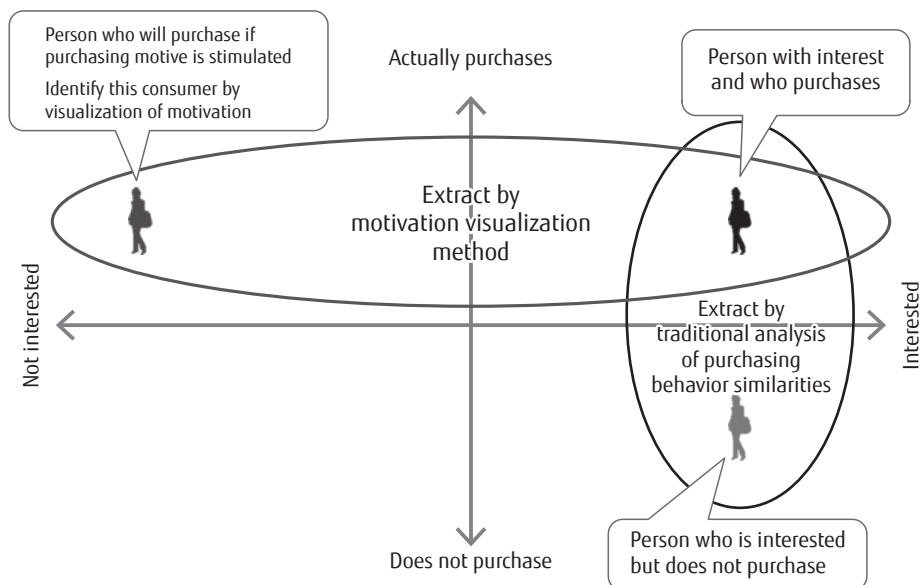 Person who will purchase if
purchasing motive is stimulated
Identify this consumer by
visualization of motivation
Actually purchases
Person with interest
and who purchases
Extract by
motivation visualization
method
Not interested
Interested
Extract by
traditional analysis
of purchasing
behavior similarities
Does not purchase
Person who is interested
but does not purchase